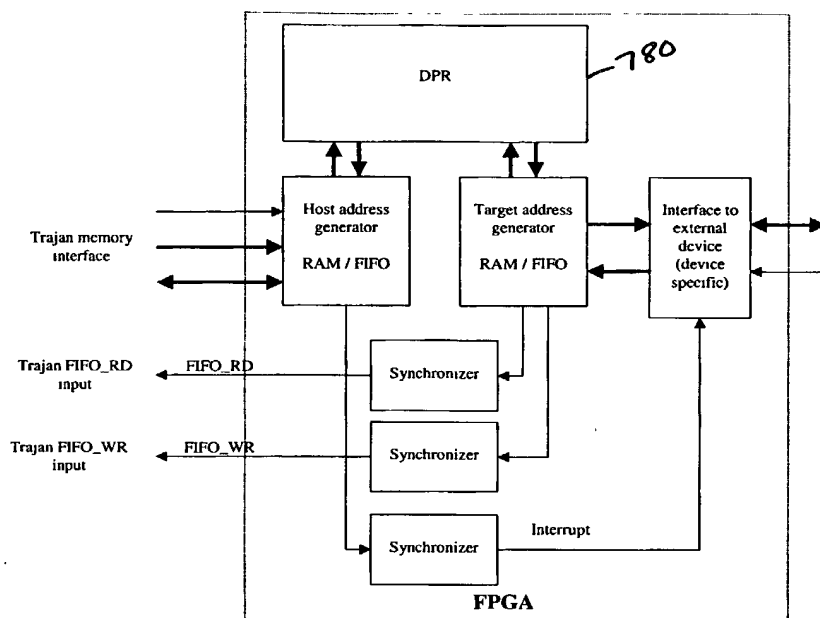 780
DPR
Host address
generator
RAM / FIFO
Target address
generator
RAM / FIFO
Interface to
external
device
(device
specific)
Trajan memory
interface
Trajan FIFO_RD
input
FIFO_RD
Synchronizer
Trajan FIFO_WR
input
FIFO_WR
Synchronizer
Synchronizer
Interrupt
FPGA